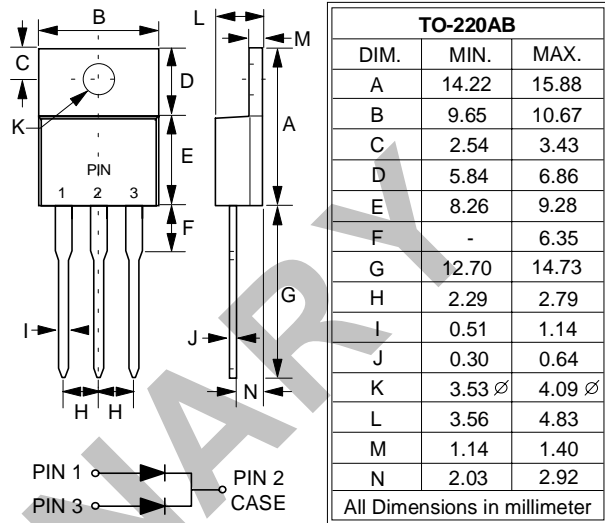 B
L
M
C
D
A
K
E
PIN
1 2 3
F
G
I
J
H H
N
PIN 1
PIN 2
PIN 3
CASE
TO-220AB
DIM. MIN. MAX.
A 14.22 15.88
B 9.65 10.67
C 2.54 3.43
D 5.84 6.86
E 8.26 9.28
F - 6.35
G 12.70 14.73
H 2.29 2.79
I 0.51 1.14
J 0.30 0.64
K 3.53 ∅ 4.09 ∅
L 3.56 4.83
M 1.14 1.40
N 2.03 2.92
All Dimensions in millimeter
NARY